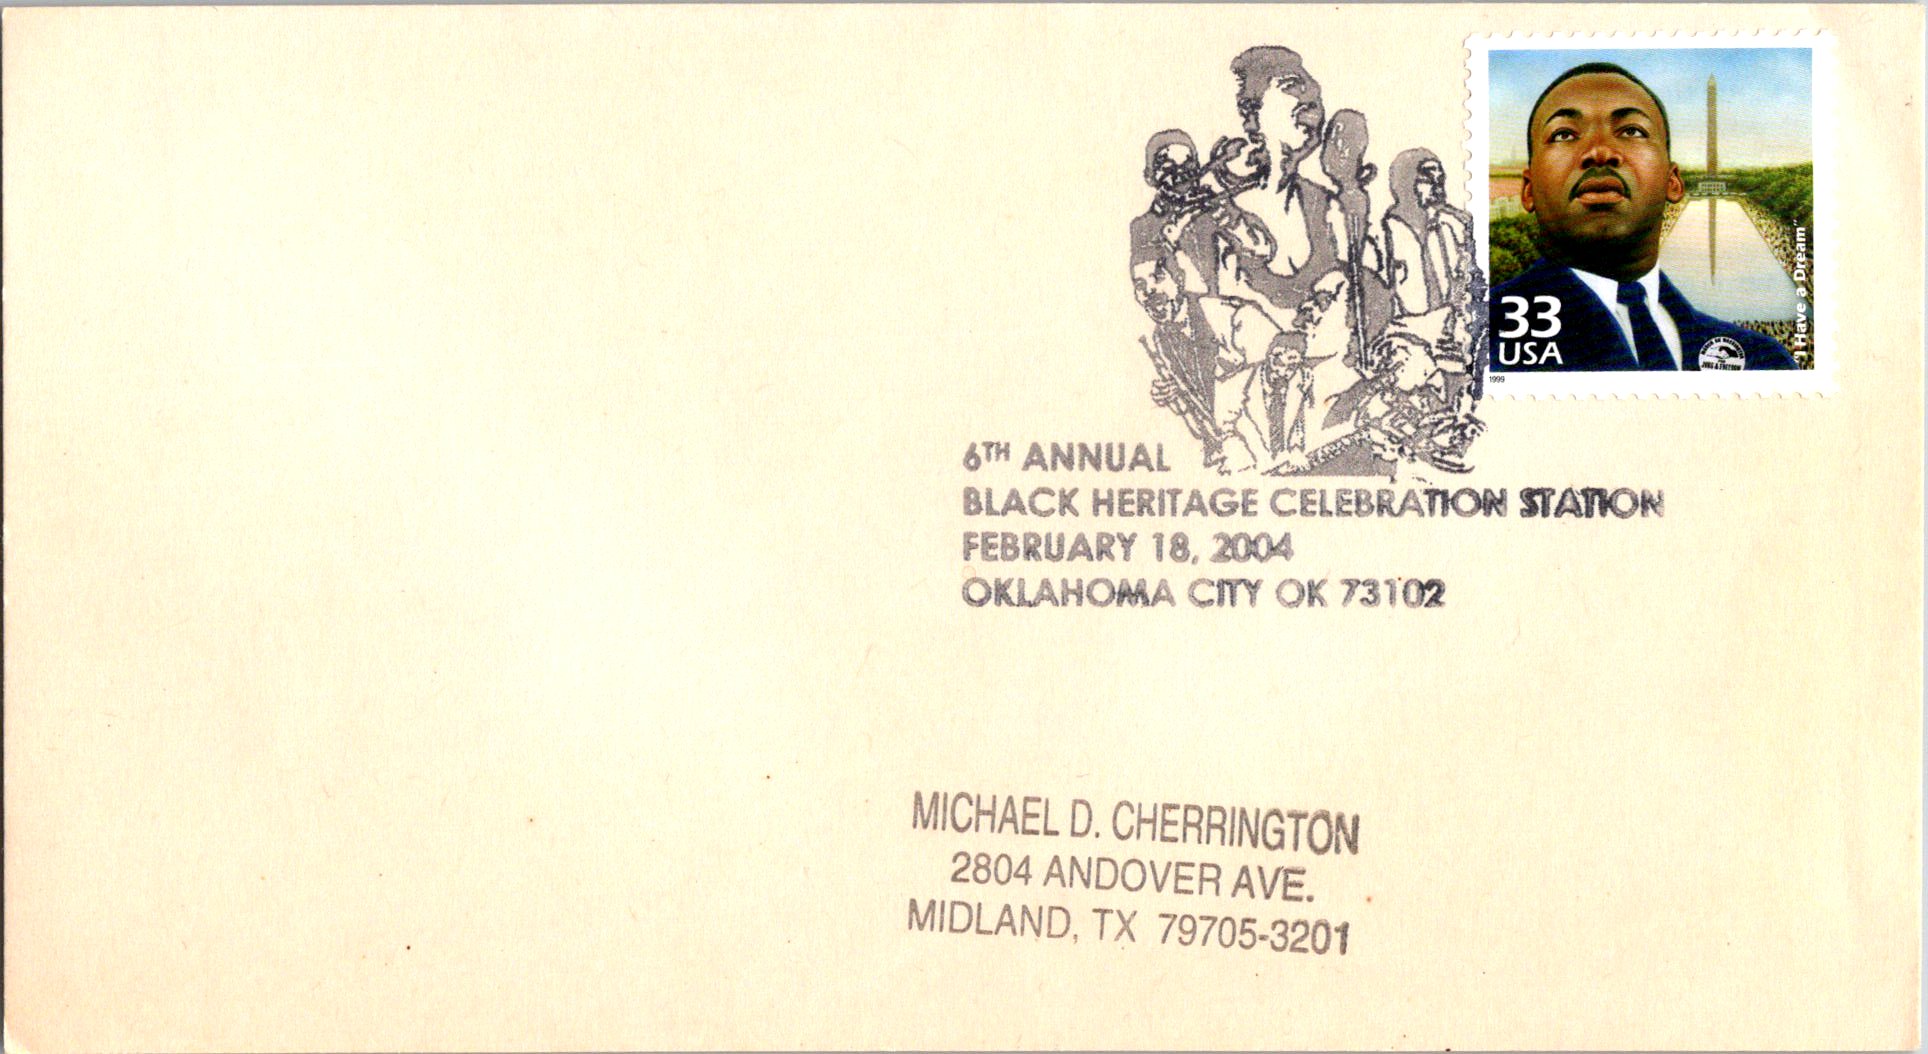 33
USA
1999
"I Have a Dream"
6TH ANNUAL
BLACK HERITAGE CELEBRATION STATION
FEBRUARY 18, 2004
OKLAHOMA CITY OK 73102
MICHAEL D. CHERRINGTON
2804 ANDOVER AVE.
MIDLAND, TX 79705-3201